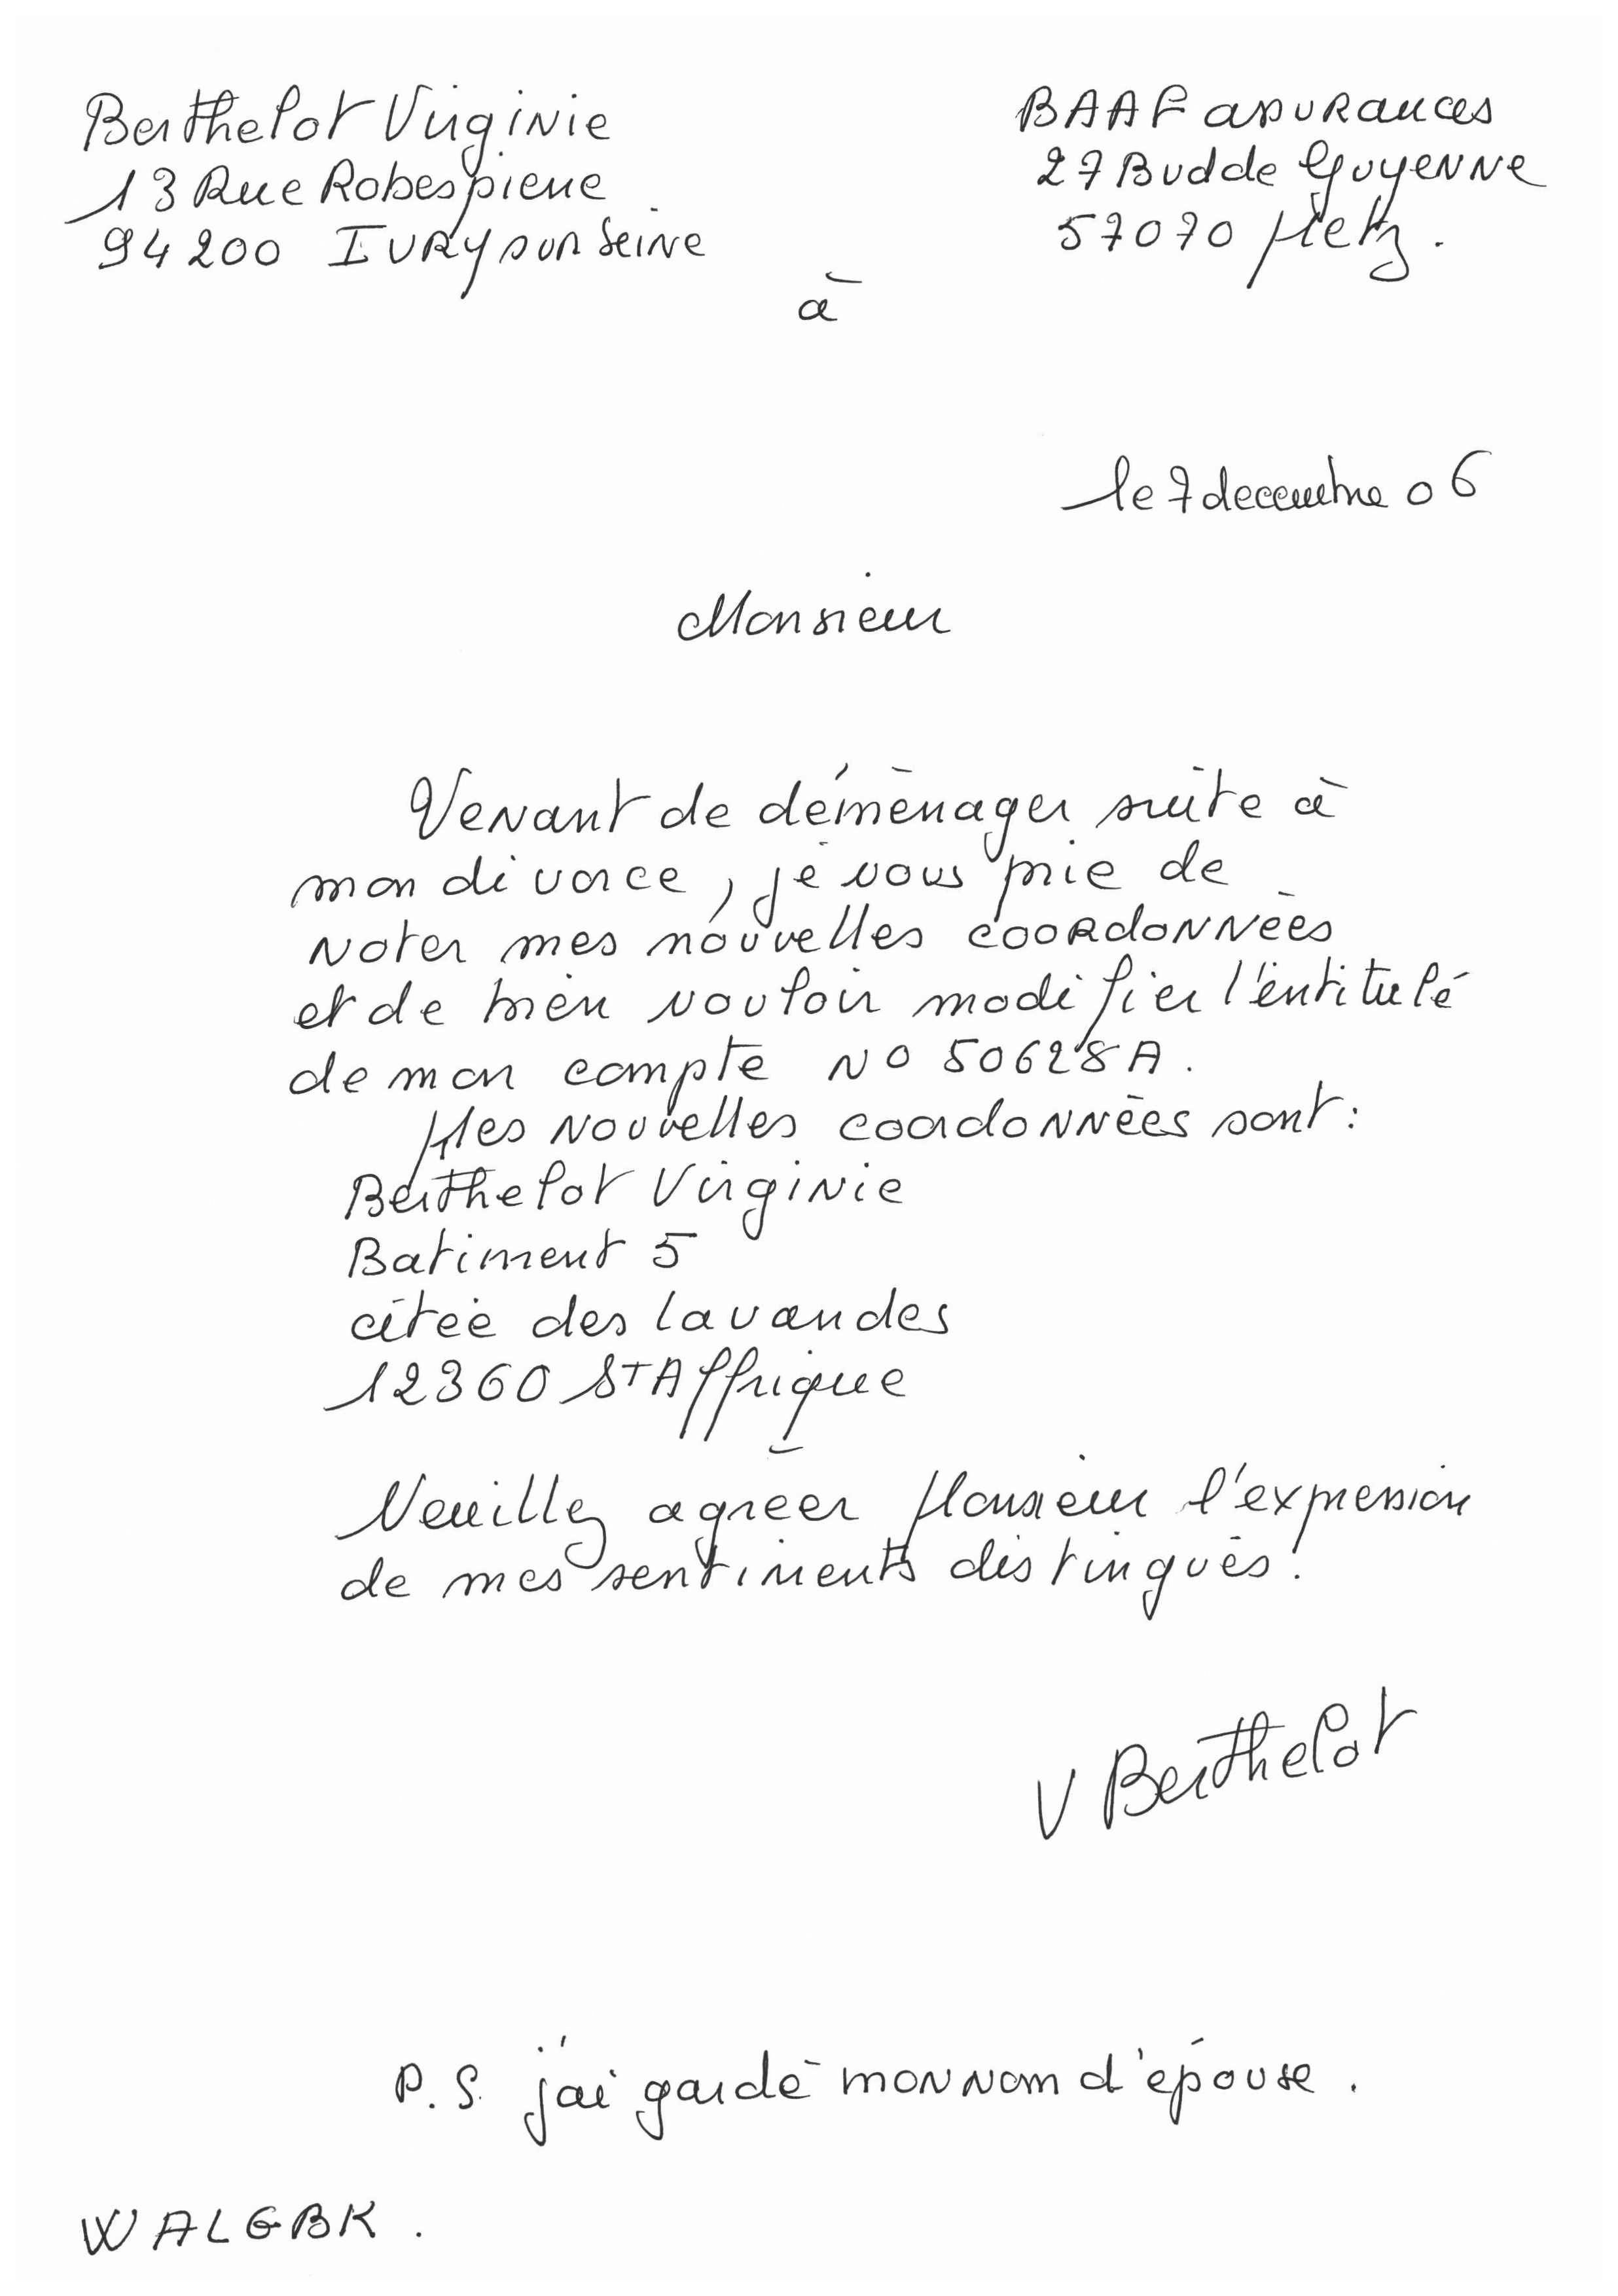 Berthelot Virginie
13 Rue Robespierre
94200 IVRY sur Seine
BAAF assurances
27 Bvd de Guyenne
57070 Metz.
à
le 7 decembre 06
Monsieur
Venant de déménager suite à
mon divorce, je vous prie de
noter mes nouvelles coordonnées
et de bien vouloir modifier l'entitulé
de mon compte No 50628A.
Mes nouvelles coordonnées sont:
Berthelot Virginie
Batiment 5
citée des lavandes
12360 St Affrique
Veuillez agréer Monsieur l'expression
de mes sentiments distingués.
V Berthelot
P.S. j'ai gardé mon nom d'épouse.
WALGBK.